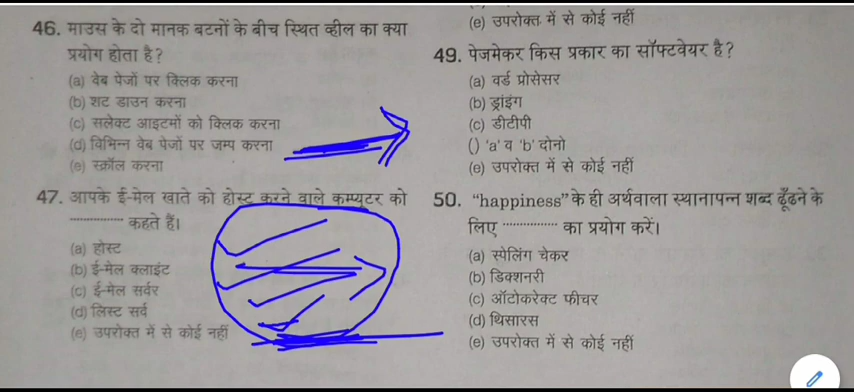 46. माउस के दो मानक बटनों के बीच स्थित व्हील का क्या
प्रयोग होता है?
(a) वेब पेजों पर क्लिक करना
(b) शट डाउन करना
(c) सलेक्ट आइटमों को क्लिक करना
(d) विभिन्न वेब पेजों पर जम्प करना
(e) स्क्रॉल करना
47. आपके ई-मेल खाते को होस्ट करने वाले कम्प्युटर को
................ कहते हैं।
(a) होस्ट
(b) ई-मेल क्लाइंट
(c) ई-मेल सर्वर
(d) लिस्ट सर्व
(e) उपरोक्त में से कोई नहीं
(e) उपरोक्त में से कोई नहीं
49. पेजमेकर किस प्रकार का सॉफ्टवेयर है?
(a) वर्ड प्रोसेसर
(b) ड्रांइंग
(c) डीटीपी
() 'a' व 'b' दोनो
(e) उपरोक्त में से कोई नहीं
50. “happiness” के ही अर्थवाला स्थानापन्न शब्द ढूँढने के
लिए ................ का प्रयोग करें।
(a) स्पेलिंग चेकर
(b) डिक्शनरी
(c) ऑटोकरेक्ट फीचर
(d) थिसारस
(e) उपरोक्त में से कोई नहीं